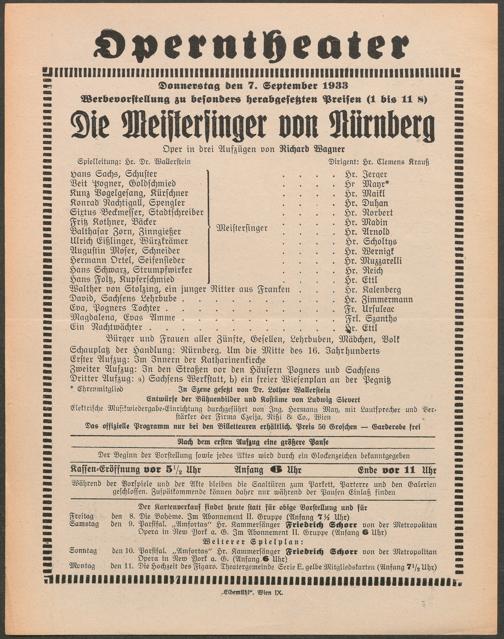 Operntheater
Donnerstag den 7. September 1933
Werbevorstellung zu besonders herabgesetzten Preisen (1 bis 11 S)
Die Meistersinger von Nürnberg
Oper in drei Aufzügen von Richard Wagner
Spielleitung: Hr. Dr. Wallerstein Dirigent: Hr. Clemens Krauß
Hans Sachs, Schuster . . . . Hr. Jerger
Veit Pogner, Goldschmied . . . . Hr. Mayr*
Kunz Vogelgesang, Kürschner . . . . Hr. Maikl
Konrad Nachtigall, Spengler . . . . Hr. Duhan
Sixtus Beckmesser, Stadtschreiber . . . . Hr. Norbert
Fritz Kothner, Bäcker . . . . Hr. Madin
Balthasar Zorn, Zinngießer Meistersinger . . . . Hr. Arnold
Ulrich Eißlinger, Würzkrämer . . . . Hr. Scholtys
Augustin Moser, Schneider . . . . Hr. Wernigk
Hermann Ortel, Seifensieder . . . . Hr. Muzzarelli
Hans Schwarz, Strumpfwirker . . . . Hr. Reich
Hans Foltz, Kupferschmied . . . . Hr. Ettl
Walther von Stolzing, ein junger Ritter aus Franken . . . . Hr. Kalenberg
David, Sachsens Lehrbube . . . . Hr. Zimmermann
Eva, Pogners Tochter . . . . Fr. Ursuleac
Magdalena, Evas Amme . . . . Frl. Szantho
Ein Nachtwächter . . . . Hr. Ettl
Bürger und Frauen aller Zünfte, Gesellen, Lehrbuben, Mädchen, Volk
Schauplatz der Handlung: Nürnberg. Um die Mitte des 16. Jahrhunderts
Erster Aufzug: Im Innern der Katharinenkirche
Zweiter Aufzug: In den Straßen vor den Häusern Pogners und Sachsens
Dritter Aufzug: a) Sachsens Werkstatt, b) ein freier Wiesenplan an der Pegnitz
* Ehrenmitglied In Szene gesetzt von Dr. Lothar Wallerstein
Entwürfe der Bühnenbilder und Kostüme von Ludwig Sievert
Elektrische Musikwiedergabe-Einrichtung durchgeführt von Ing. Hermann May, mit Lautsprecher und Ver-
stärker der Firma Czeija, Nißl & Co., Wien
Das offizielle Programm nur bei den Billetteuren erhältlich. Preis 50 Groschen — Garderobe frei
Nach dem ersten Aufzug eine größere Pause
Der Beginn der Vorstellung sowie jedes Aktes wird durch ein Glockenzeichen bekanntgegeben
Kassen-Eröffnung vor 5½ Uhr Anfang 6 Uhr Ende vor 11 Uhr
Während der Vorspiele und der Akte bleiben die Saaltüren zum Parkett, Parterre und den Galerien
geschlossen. Zuspätkommende können daher nur während der Pausen Einlaß finden
Der Kartenverkauf findet heute statt für obige Vorstellung und für
Freitag den 8. Die Bohème. Im Abonnement II. Gruppe (Anfang 7½ Uhr)
Samstag den 9. Parsifal. „Amfortas“ Hr. Kammersänger Friedrich Schorr von der Metropolitan
Opera in New York a. G. Im Abonnement II. Gruppe (Anfang 6 Uhr)
Weiterer Spielplan:
Sonntag den 10. Parsifal. „Amfortas“ Hr. Kammersänger Friedrich Schorr von der Metropolitan
Opera in New York a. G. (Anfang 6 Uhr)
Montag den 11. Die Hochzeit des Figaro. Theatergemeinde Serie E, gelbe Mitgliedskarten (Anfang 7½ Uhr)
„Elbemühl“, Wien IX.